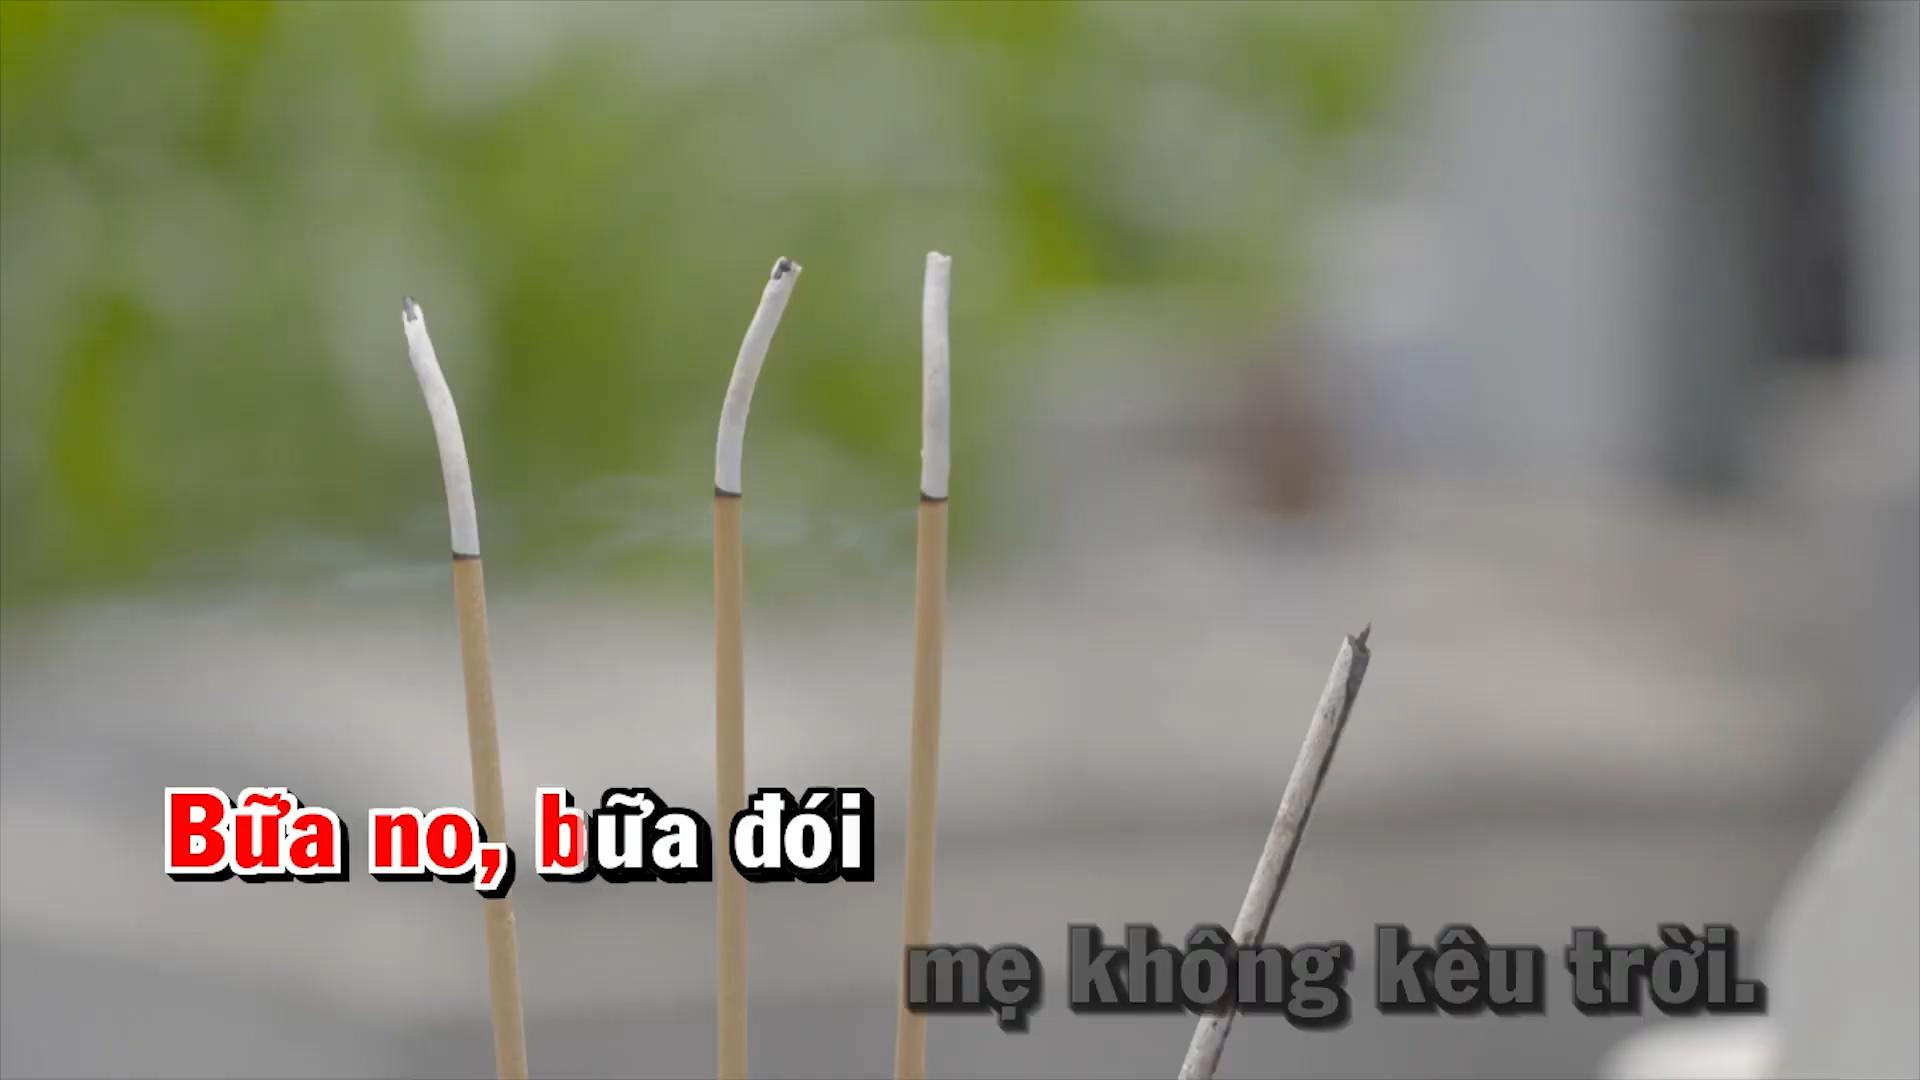 Bữa no, bữa đói
mẹ không kêu trời.